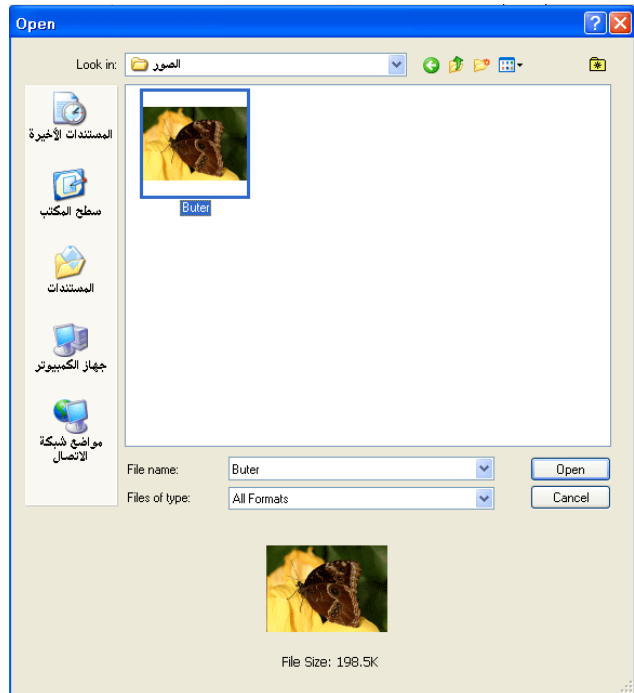 Open
Look in:
الصور
المستندات الأخيرة
سطح المكتب
المستندات
جهاز الكمبيوتر
مواضع شبكة
الاتصال
Buter
File name:
Buter
Open
Files of type:
All Formats
Cancel
File Size: 198.5K